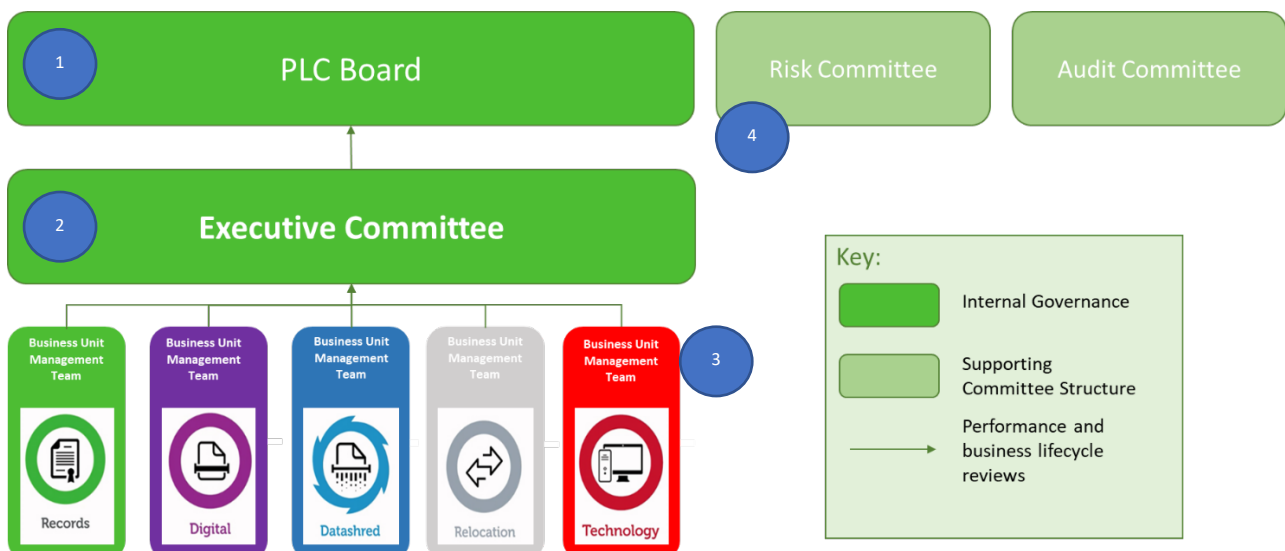 1
PLC Board
Risk Committee
Audit Committee
4
2
Executive Committee
Key:
Internal Governance
Supporting
Committee Structure
Performance and
business lifecycle
reviews
Business Unit
Management
Team
Records
Business Unit
Management
Team
Digital
Business Unit
Management
Team
Datashred
Business Unit
Management
Team
Relocation
Business Unit
Management
Team
Technology
3